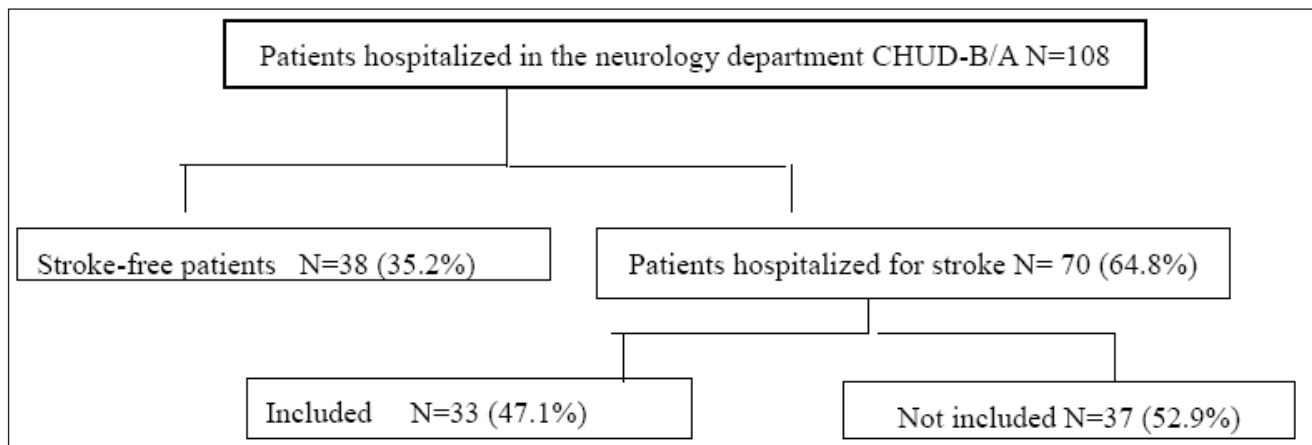 Patients hospitalized in the neurology department CHUD-B/A N=108
Stroke-free patients N=38 (35.2%)
Patients hospitalized for stroke N= 70 (64.8%)
Included N=33 (47.1%)
Not included N=37 (52.9%)